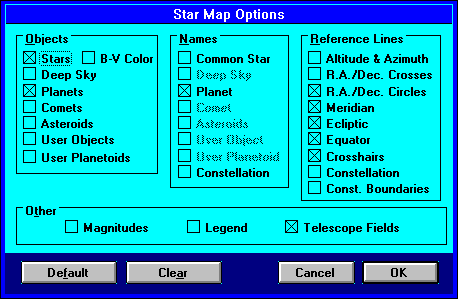 Star Map Options
Objects
Stars
B-V Color
Deep Sky
Planets
Comets
Asteroids
User Objects
User Planetoids
Names
Common Star
Deep Sky
Planet
Comet
Asteroids
User Object
User Planetoid
Constellation
Reference Lines
Altitude & Azimuth
R.A./Dec. Crosses
R.A./Dec. Circles
Meridian
Ecliptic
Equator
Crosshairs
Constellation
Const. Boundaries
Other
Magnitudes
Legend
Telescope Fields
Default
Clear
Cancel
OK